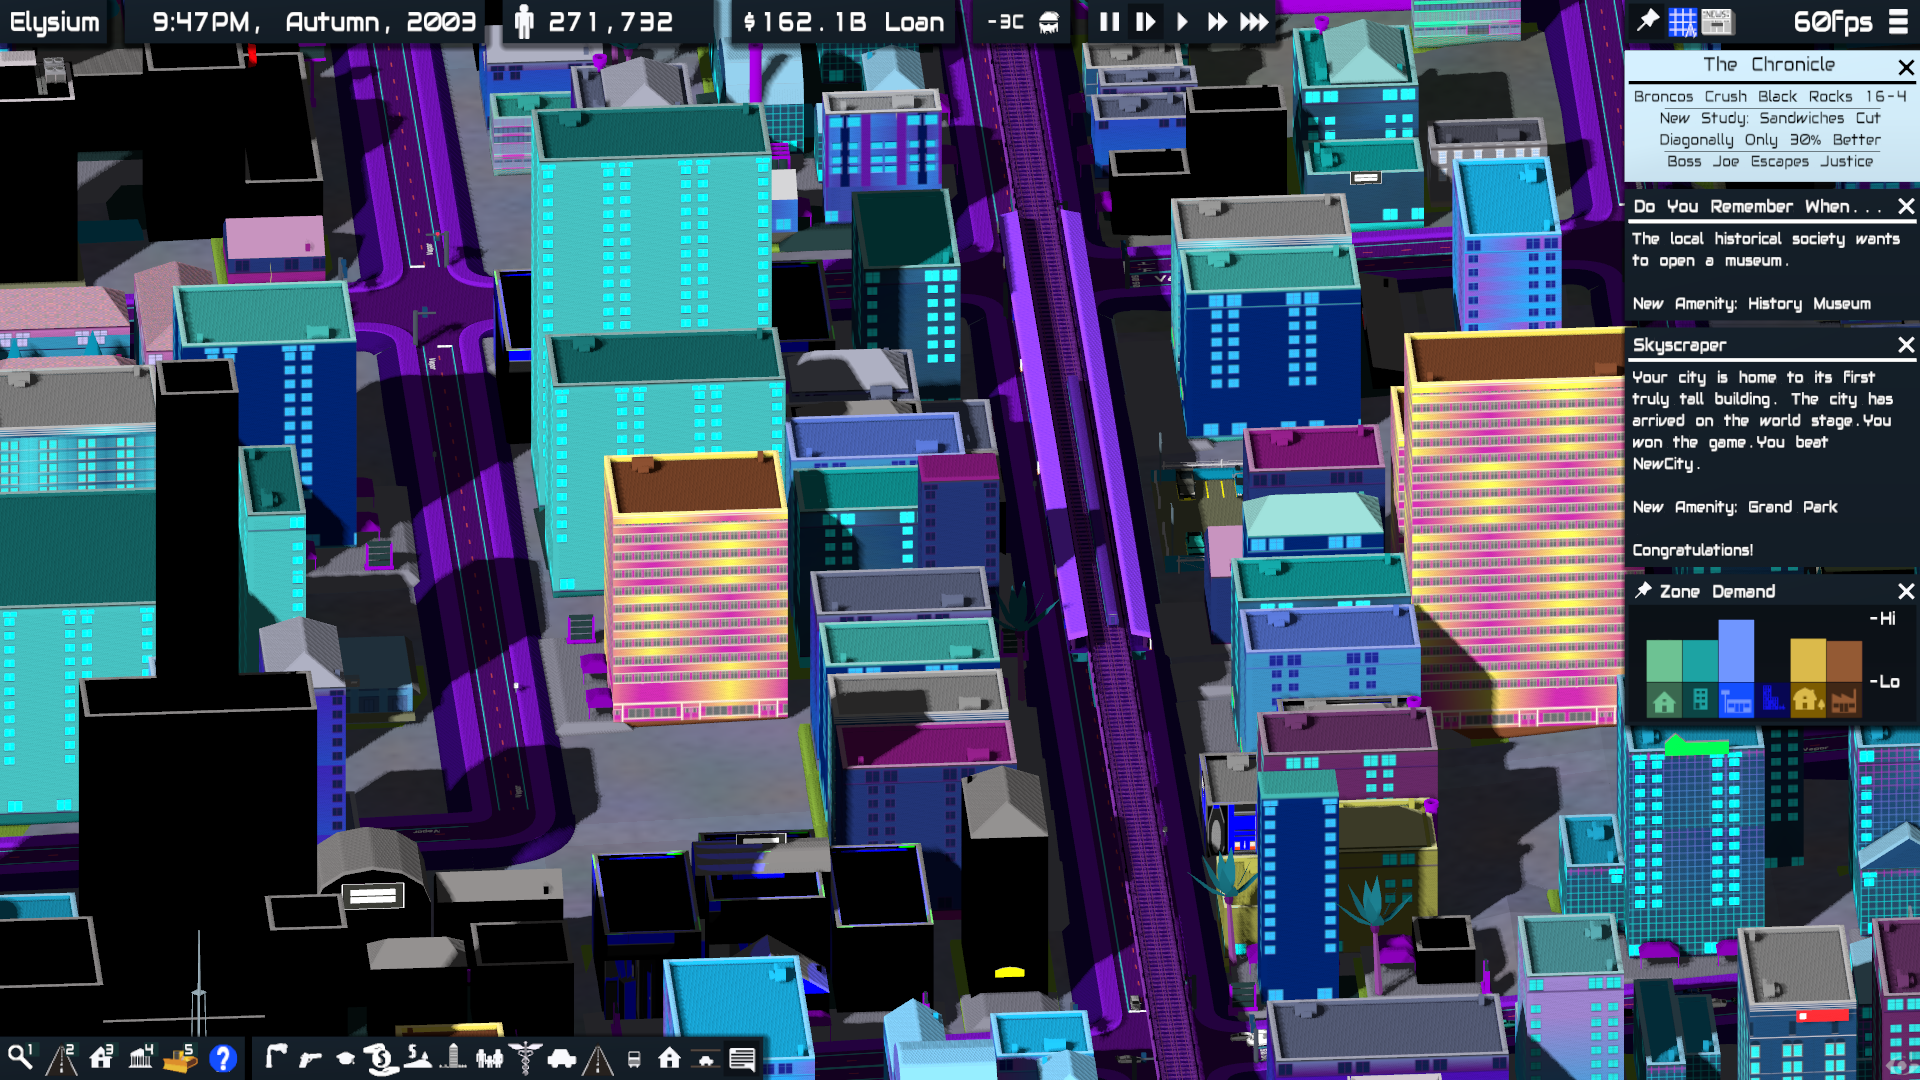 Elysium
9:47PM, Autumn, 2003
271,732
$162.1B Loan
-3C
60fps
The Chronicle
Broncos Crush Black Rocks 16-4
New Study: Sandwiches Cut
Diagonally Only 30% Better
Boss Joe Escapes Justice
Do You Remember When...
The local historical society wants
to open a museum.
New Amenity: History Museum
Skyscraper
Your city is home to its first
truly tall building. The city has
arrived on the world stage.You
won the game.You beat
NewCity.
New Amenity: Grand Park
Congratulations!
Zone Demand
-Hi
-Lo
1 2 3 4 5